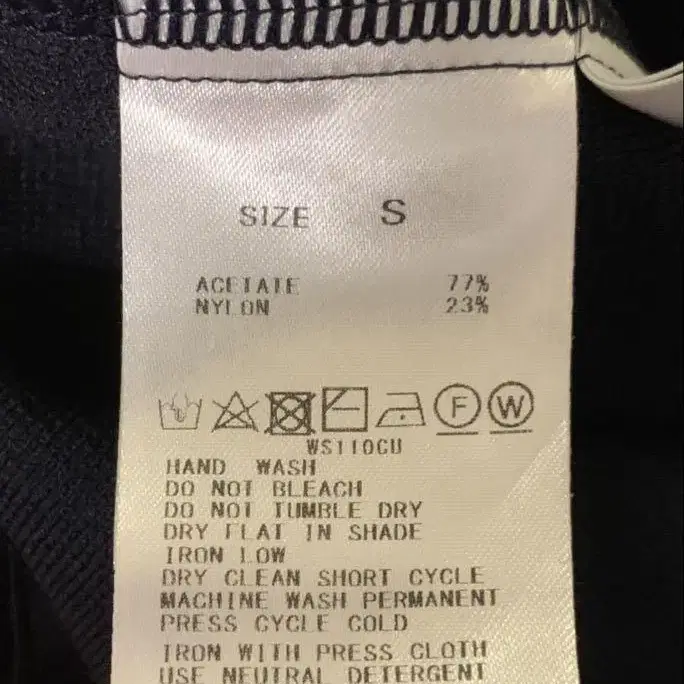 SIZE S
ACETATE 77%
NYLON 23%
F W
WS110CU
HAND WASH
DO NOT BLEACH
DO NOT TUMBLE DRY
DRY FLAT IN SHADE
IRON LOW
DRY CLEAN SHORT CYCLE
MACHINE WASH PERMANENT
PRESS CYCLE COLD
IRON WITH PRESS CLOTH
USE NEUTRAL DETERGENT